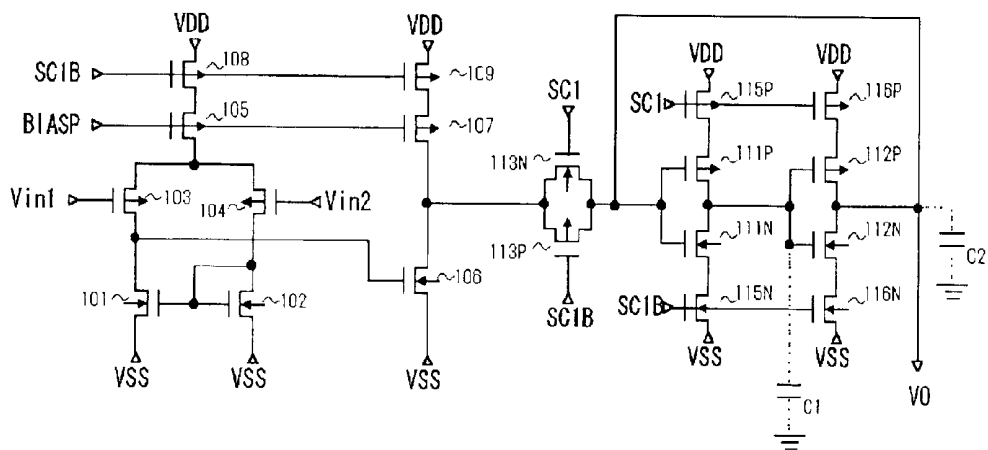 VDD
VDD
SC1B
108
109
BIASP
105
107
Vin1
103
104
Vin2
106
101
102
VSS
VSS
VSS
SC1
113N
113P
SC1B
VDD
VDD
SC1
115P
116P
111P
112P
111N
112N
SC1B
115N
116N
VSS
VSS
C1
C2
VO